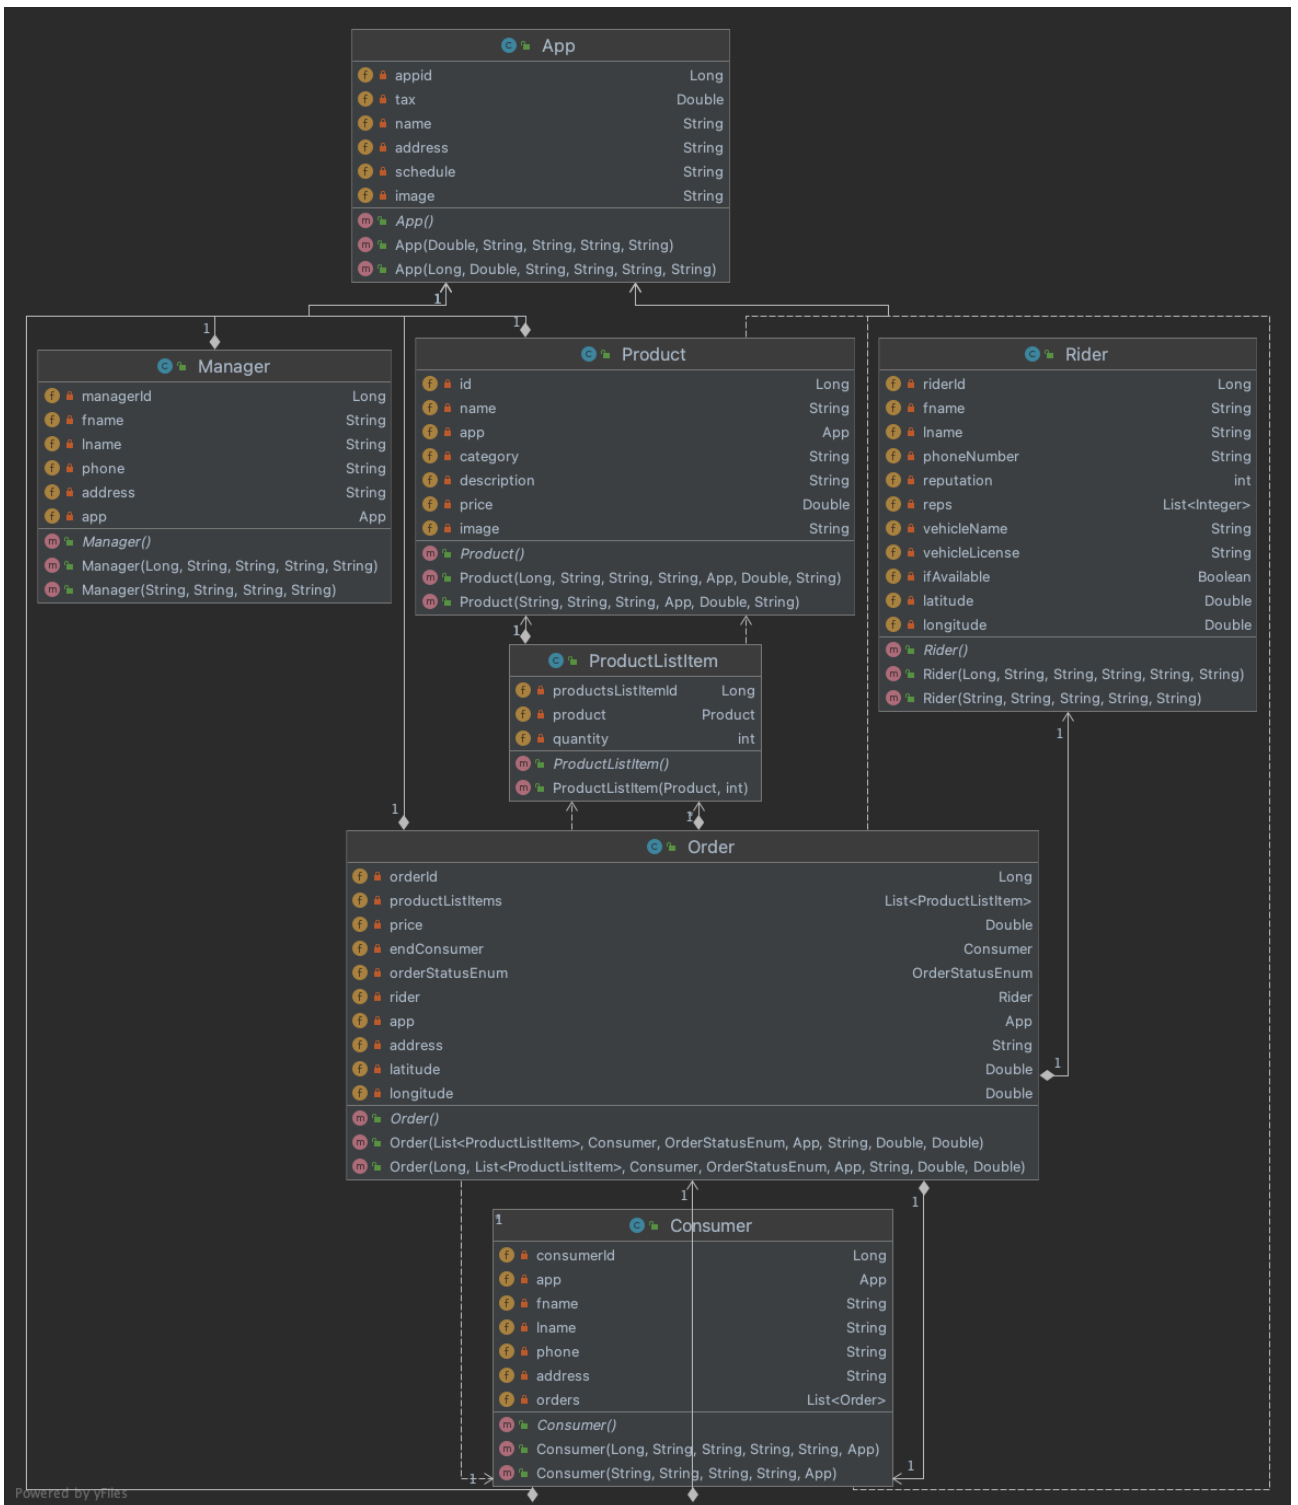 App
appid Long
tax Double
name String
address String
schedule String
image String
App()
App(Double, String, String, String, String)
App(Long, Double, String, String, String, String)
1
1
1
Manager
managerId Long
fname String
lname String
phone String
address String
app App
Manager()
Manager(Long, String, String, String, String)
Manager(String, String, String, String)
Product
id Long
name String
app App
category String
description String
price Double
image String
Product()
Product(Long, String, String, String, App, Double, String)
Product(String, String, String, App, Double, String)
Rider
riderId Long
fname String
lname String
phoneNumber String
reputation int
reps List<Integer>
vehicleName String
vehicleLicense String
ifAvailable Boolean
latitude Double
longitude Double
Rider()
Rider(Long, String, String, String, String, String)
Rider(String, String, String, String, String)
1
1
ProductListItem
productsListItemId Long
product Product
quantity int
ProductListItem()
ProductListItem(Product, int)
1
1
Order
orderId Long
productListItems List<ProductListItem>
price Double
endConsumer Consumer
orderStatusEnum OrderStatusEnum
rider Rider
app App
address String
latitude Double
longitude Double
1
Order()
Order(List<ProductListItem>, Consumer, OrderStatusEnum, App, String, Double, Double)
Order(Long, List<ProductListItem>, Consumer, OrderStatusEnum, App, String, Double, Double)
1
1
1
Consumer
consumerId Long
app App
fname String
lname String
phone String
address String
orders List<Order>
Consumer()
Consumer(Long, String, String, String, String, App)
Consumer(String, String, String, String, App)
1
1
Powered by yFiles